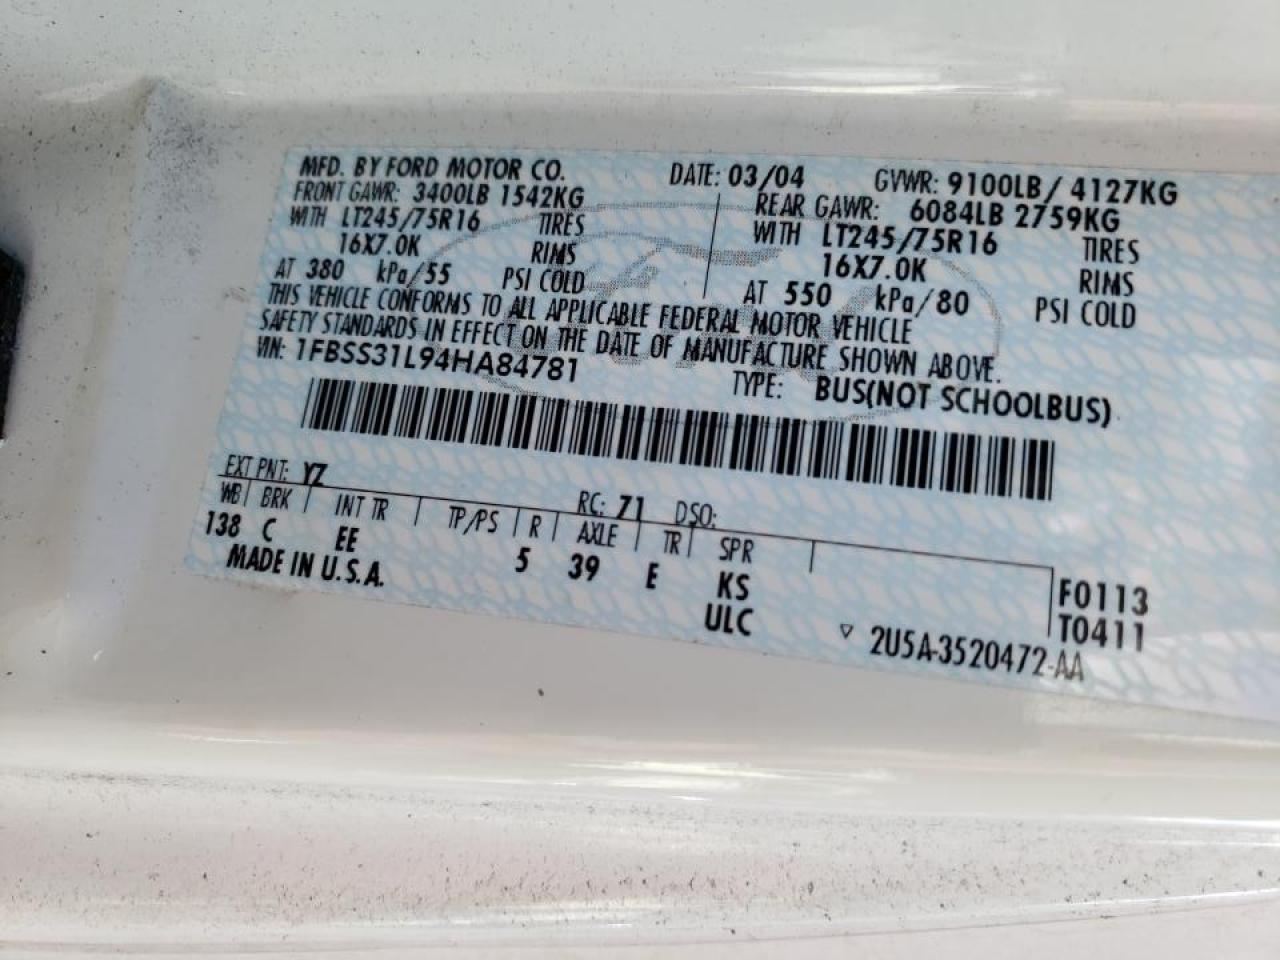 MFD. BY FORD MOTOR CO. DATE: 03/04 GVWR: 9100LB/ 4127KG
FRONT GAWR: 3400LB 1542KG REAR GAWR: 6084LB 2759KG
WITH LT245/75R16 TIRES WITH LT245/75R16 TIRES
16X7.0K RIMS 16X7.0K RIMS
AT 380 kPa/55 PSI COLD AT 550 kPa/80 PSI COLD
THIS VEHICLE CONFORMS TO ALL APPLICABLE FEDERAL MOTOR VEHICLE
SAFETY STANDARDS IN EFFECT ON THE DATE OF MANUFACTURE SHOWN ABOVE.
VIN: 1FBSS31L94HA84781 TYPE: BUS(NOT SCHOOLBUS)
EXT PNT: YZ RC: 71 DSO:
WB BRK INT TR TP/PS R AXLE TR SPR
138 C EE 5 39 E KS F0113
MADE IN U.S.A. ULC T0411
▽ 2U5A-3520472-AA